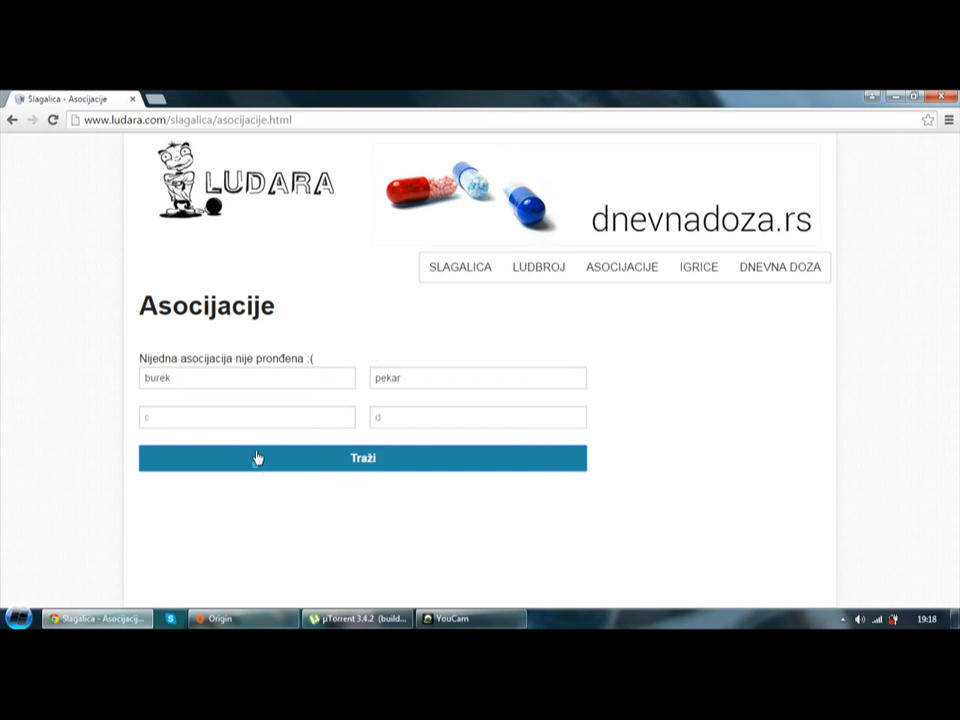 Slagalica - Asocijacije
www.ludara.com/slagalica/asocijacije.html
LUDARA
dnevnadoza.rs
SLAGALICA LUDBROJ ASOCIJACIJE IGRICE DNEVNA DOZA
Asocijacije
Nijedna asocijacija nije pronđena :(
burek pekar
c d
Traži
Slagalica - Asocijacij... Origin µTorrent 3.4.2 (build... YouCam 19:18